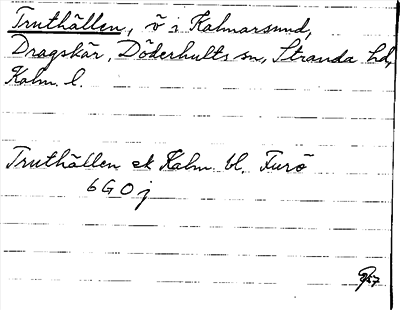 Truthällen, ö i Kalmarsund,
Dragskär, Döderhults sn, Stranda hd,
Kalm. l.
Truthällen ek Kalm. bl. Furö
6G0j